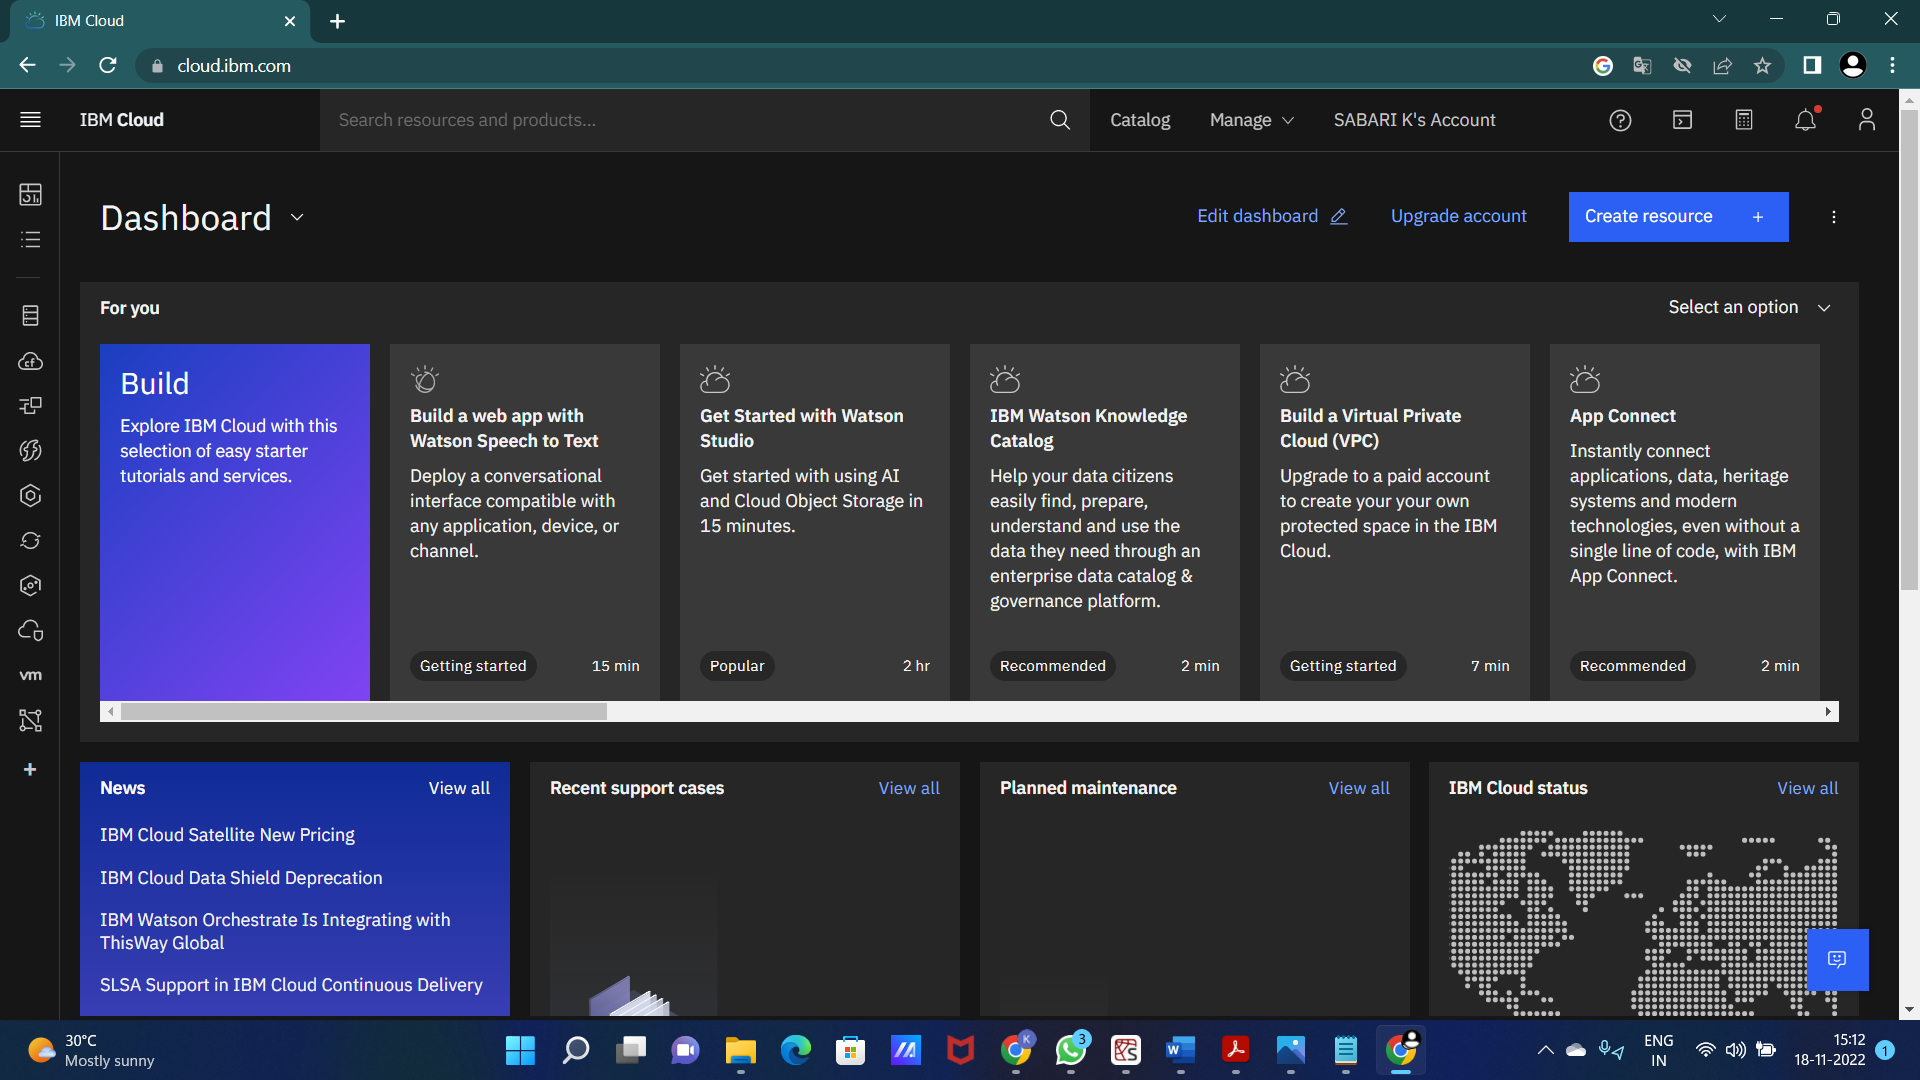 IBM Cloud
cloud.ibm.com
IBM Cloud
Search resources and products...
Catalog
Manage
SABARI K's Account
Dashboard
Edit dashboard
Upgrade account
Create resource +
For you
Select an option
Build
Explore IBM Cloud with this
selection of easy starter
tutorials and services.
Build a web app with
Watson Speech to Text
Deploy a conversational
interface compatible with
any application, device, or
channel.
Getting started
15 min
Get Started with Watson
Studio
Get started with using AI
and Cloud Object Storage in
15 minutes.
Popular
2 hr
IBM Watson Knowledge
Catalog
Help your data citizens
easily find, prepare,
understand and use the
data they need through an
enterprise data catalog &
governance platform.
Recommended
2 min
Build a Virtual Private
Cloud (VPC)
Upgrade to a paid account
to create your your own
protected space in the IBM
Cloud.
Getting started
7 min
App Connect
Instantly connect
applications, data, heritage
systems and modern
technologies, even without a
single line of code, with IBM
App Connect.
Recommended
2 min
vm
News
View all
IBM Cloud Satellite New Pricing
IBM Cloud Data Shield Deprecation
IBM Watson Orchestrate Is Integrating with
ThisWay Global
SLSA Support in IBM Cloud Continuous Delivery
Recent support cases
View all
Planned maintenance
View all
IBM Cloud status
View all
30°C
Mostly sunny
K
3
W
ENG
IN
15:12
18-11-2022
1